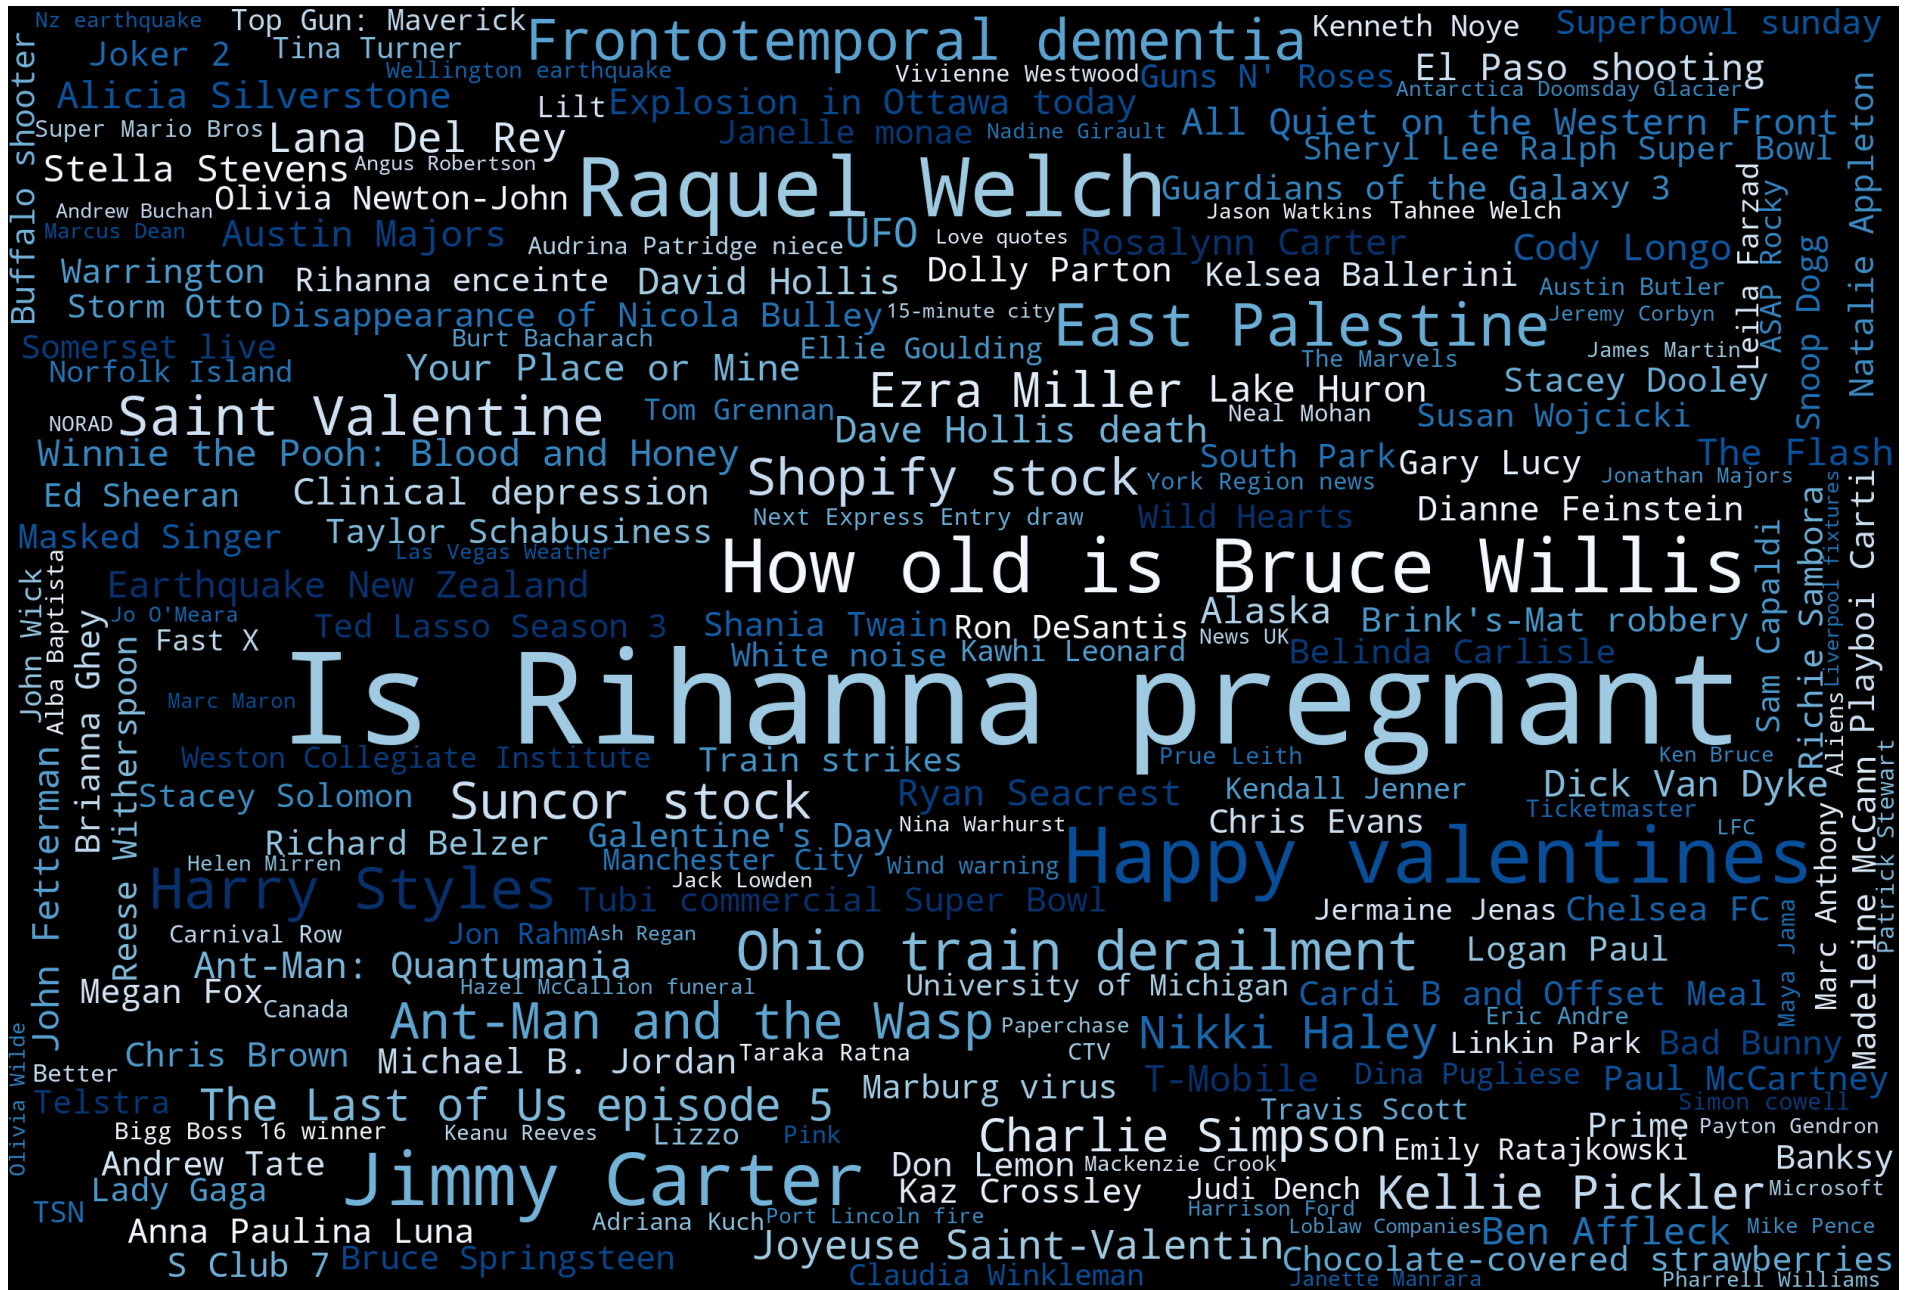 Nz earthquake
Top Gun: Maverick
Frontotemporal dementia
Kenneth Noye
Superbowl sunday
Joker 2
Tina Turner
Wellington earthquake
Vivienne Westwood
Guns N' Roses
El Paso shooting
Buffalo shooter
Alicia Silverstone
Lilt
Explosion in Ottawa today
Antarctica Doomsday Glacier
Natalie Appleton
Super Mario Bros
Lana Del Rey
Janelle monae
Nadine Girault
All Quiet on the Western Front
Stella Stevens
Angus Robertson
Raquel Welch
Sheryl Lee Ralph Super Bowl
Olivia Newton-John
Guardians of the Galaxy 3
Leila Farzad
ASAP Rocky
Andrew Buchan
Jason Watkins
Tahnee Welch
Marcus Dean
Austin Majors
Audrina Patridge niece
UFO
Love quotes
Rosalynn Carter
Cody Longo
Snoop Dogg
Warrington
Rihanna enceinte
David Hollis
Dolly Parton
Kelsea Ballerini
Austin Butler
Storm Otto
Disappearance of Nicola Bulley
15-minute city
East Palestine
Jeremy Corbyn
Somerset live
Burt Bacharach
Ellie Goulding
The Marvels
James Martin
Norfolk Island
Your Place or Mine
Ezra Miller
Lake Huron
Stacey Dooley
NORAD
Saint Valentine
Tom Grennan
Dave Hollis death
Neal Mohan
Susan Wojcicki
Winnie the Pooh: Blood and Honey
Shopify stock
South Park
Gary Lucy
The Flash
Ed Sheeran
Clinical depression
York Region news
Jonathan Majors
Masked Singer
Taylor Schabusiness
Next Express Entry draw
Wild Hearts
Dianne Feinstein
Las Vegas Weather
How old is Bruce Willis
John Wick
Alba Baptista
Earthquake New Zealand
Sam Capaldi
Richie Sambora
Liverpool fixtures
Playboi Carti
Jo O'Meara
Brianna Ghey
Reese Witherspoon
Fast X
Ted Lasso Season 3
Shania Twain
Ron DeSantis
Alaska
Brink's-Mat robbery
News UK
White noise
Kawhi Leonard
Belinda Carlisle
Marc Maron
Is Rihanna pregnant
Aliens
Weston Collegiate Institute
Train strikes
Prue Leith
Ken Bruce
John Fetterman
Stacey Solomon
Suncor stock
Ryan Seacrest
Kendall Jenner
Dick Van Dyke
Marc Anthony
Madeleine McCann
Patrick Stewart
Richard Belzer
Galentine's Day
Nina Warhurst
Chris Evans
Ticketmaster
LFC
Helen Mirren
Manchester City
Wind warning
Happy valentines
Harry Styles
Jack Lowden
Tubi commercial Super Bowl
Jermaine Jenas
Chelsea FC
Maya Jama
Carnival Row
Jon Rahm
Ash Regan
Ohio train derailment
Logan Paul
Ant-Man: Quantumania
Megan Fox
Canada
Hazel McCallion funeral
University of Michigan
Cardi B and Offset Meal
Ant-Man and the Wasp
Paperchase
Nikki Haley
Eric Andre
Olivia Wilde
Chris Brown
Michael B. Jordan
Taraka Ratna
CTV
Linkin Park
Bad Bunny
Better
Marburg virus
T-Mobile
Dina Pugliese
Paul McCartney
Telstra
The Last of Us episode 5
Travis Scott
Simon cowell
Bigg Boss 16 winner
Keanu Reeves
Lizzo
Pink
Charlie Simpson
Prime
Payton Gendron
Andrew Tate
Jimmy Carter
Don Lemon
Mackenzie Crook
Emily Ratajkowski
Banksy
Lady Gaga
Kaz Crossley
Judi Dench
Kellie Pickler
Microsoft
TSN
Anna Paulina Luna
Adriana Kuch
Port Lincoln fire
Harrison Ford
Loblaw Companies
Ben Affleck
Mike Pence
S Club 7
Bruce Springsteen
Joyeuse Saint-Valentin
Chocolate-covered strawberries
Claudia Winkleman
Janette Manrara
Pharrell Williams